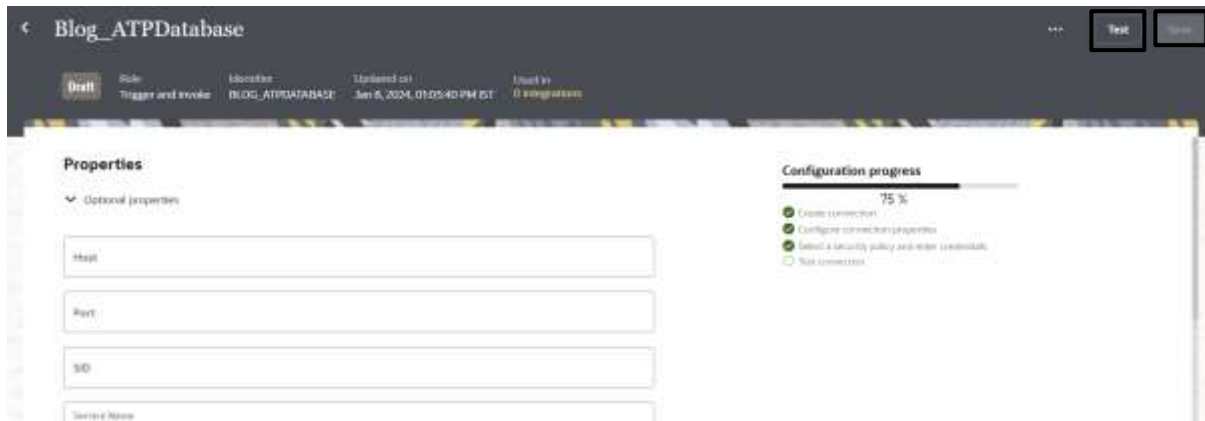 Blog_ATPDatabase
Test
Save
Draft
Role
Identifier
Updated on
Used in
Trigger and invoke
BLOG_ATPDATABASE
Jan 8, 2024, 01:05:40 PM IST
0 integrations
Properties
Optional properties
Host
Port
SID
Service Name
Configuration progress
75 %
Create connection
Configure connection properties
Select a security policy and enter credentials
Test connection